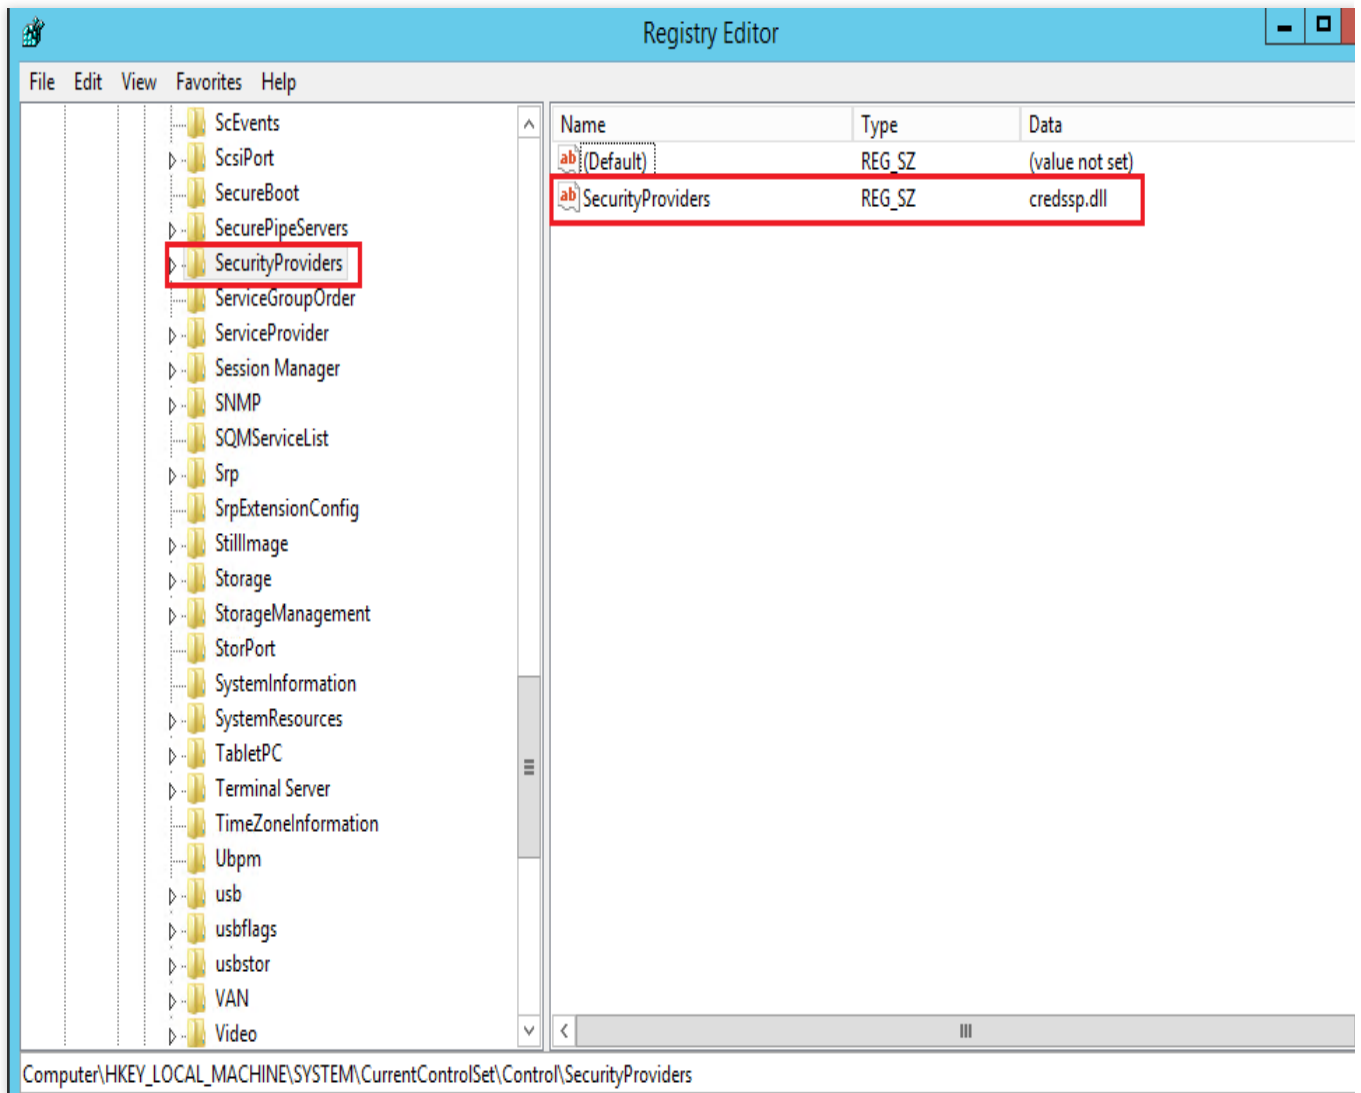 Registry Editor
File Edit View Favorites Help
ScEvents
ScsiPort
SecureBoot
SecurePipeServers
SecurityProviders
ServiceGroupOrder
ServiceProvider
Session Manager
SNMP
SQMServiceList
Srp
SrpExtensionConfig
StillImage
Storage
StorageManagement
StorPort
SystemInformation
SystemResources
TabletPC
Terminal Server
TimeZoneInformation
Ubpm
usb
usbflags
usbstor
VAN
Video
Name Type Data
(Default) REG_SZ (value not set)
SecurityProviders REG_SZ credssp.dll
Computer\HKEY_LOCAL_MACHINE\SYSTEM\CurrentControlSet\Control\SecurityProviders